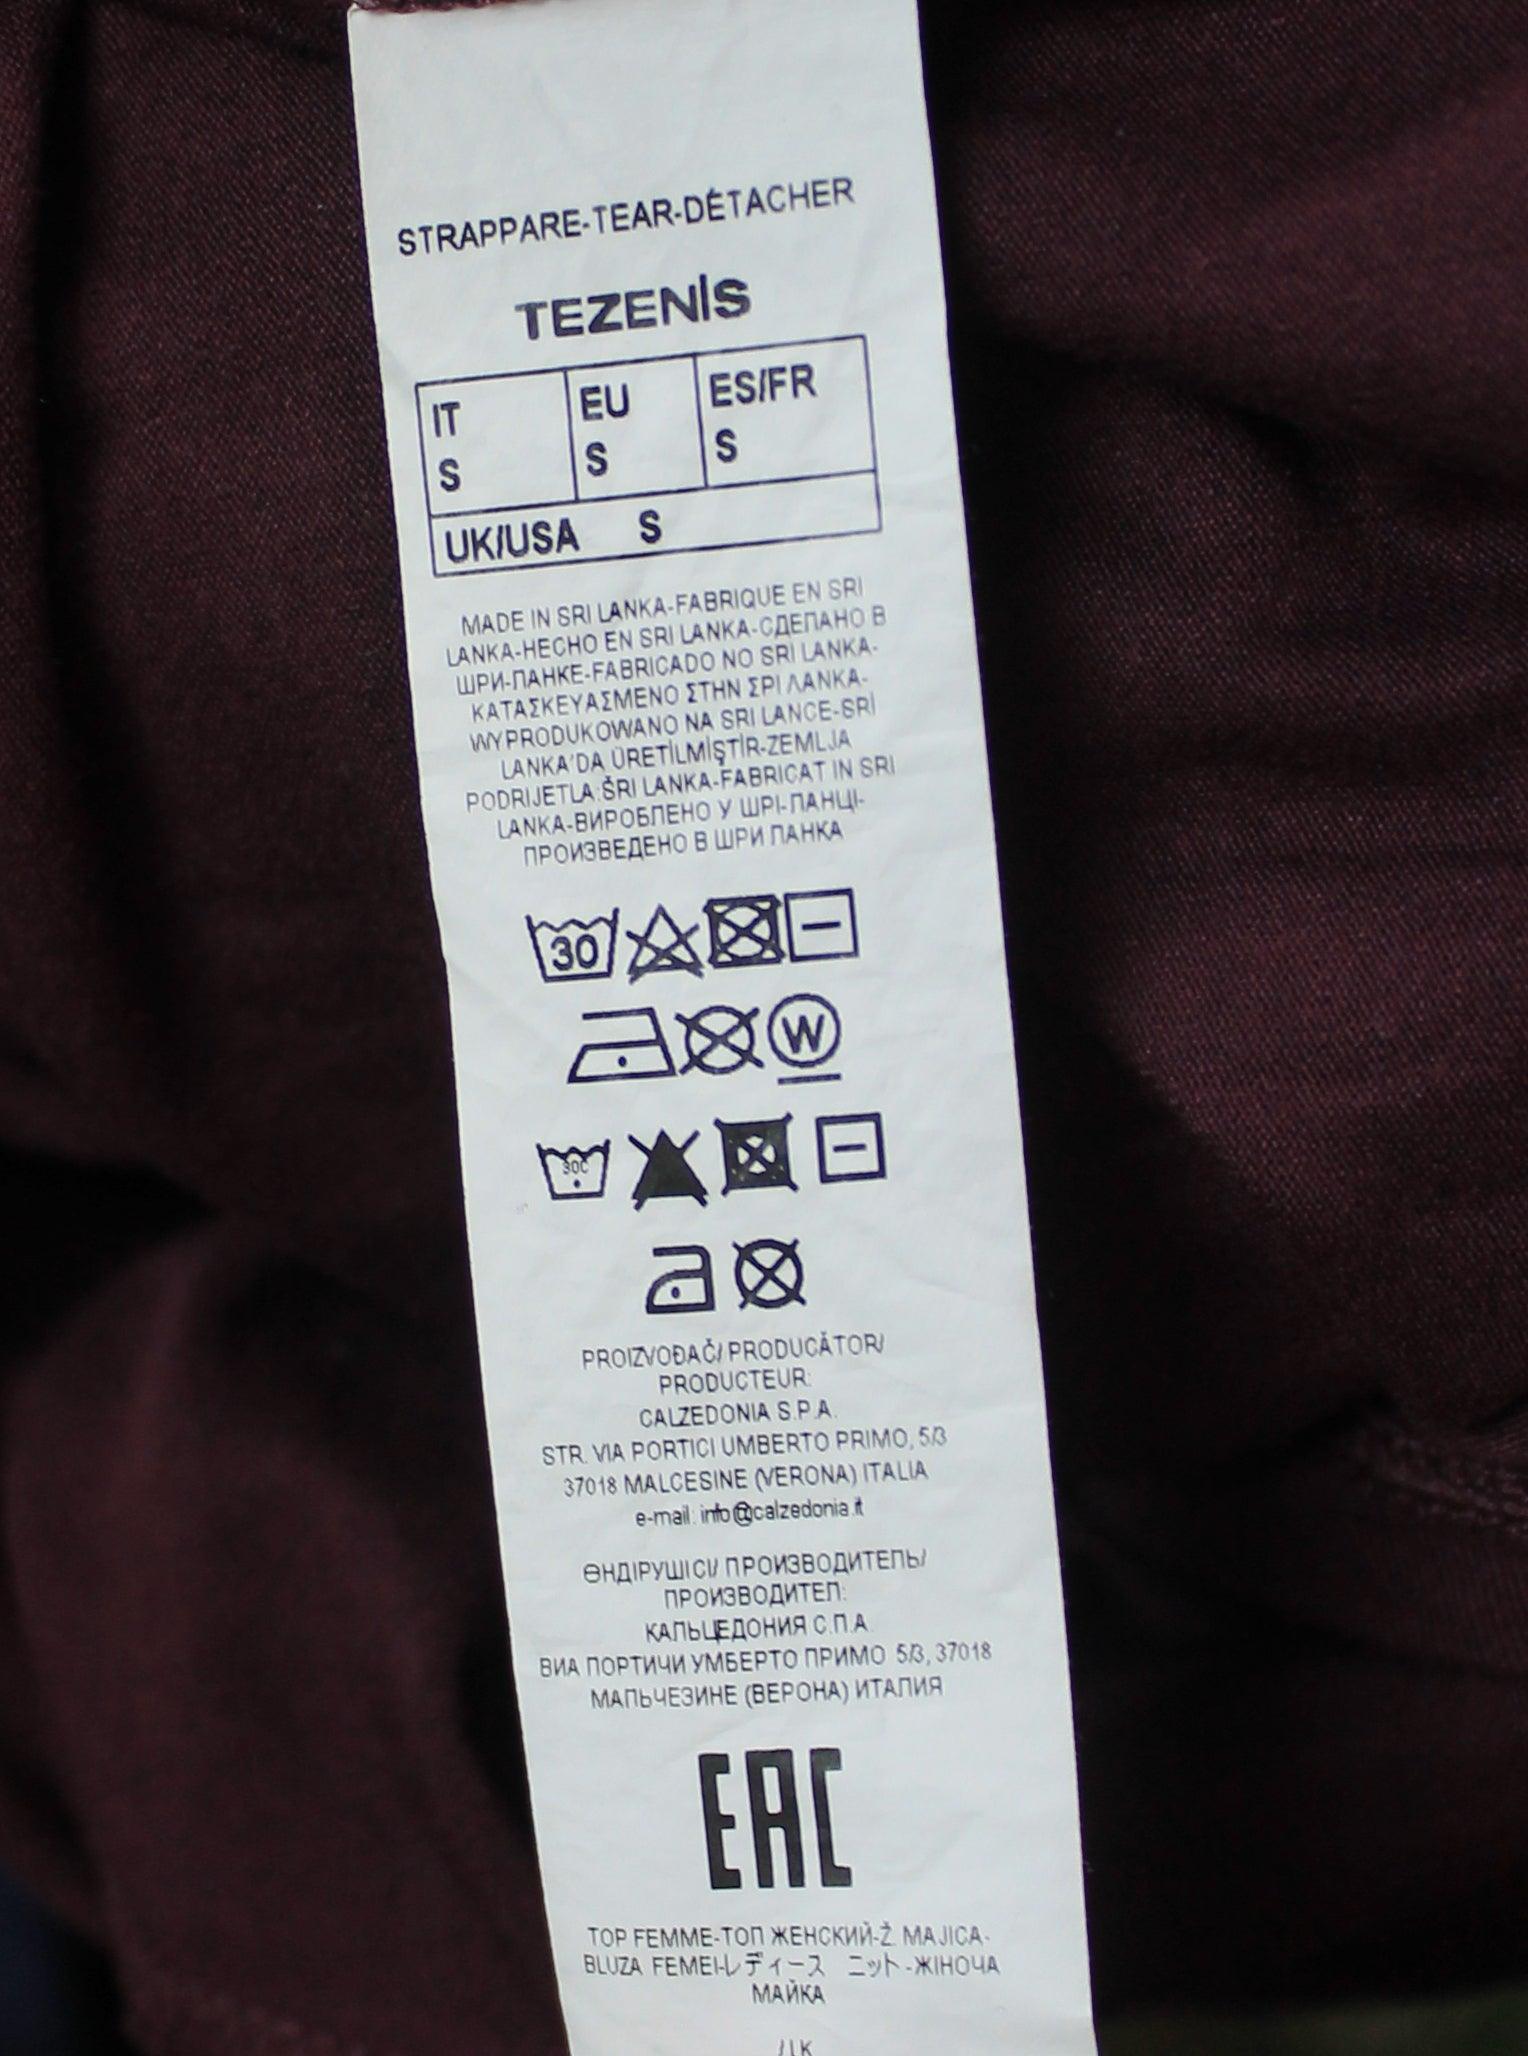 STRAPPARE-TEAR-DÉTACHER
TEZENIS
IT EU ES/FR
S S S
UK/USA S
MADE IN SRI LANKA-FABRIQUE EN SRI
LANKA-HECHO EN SRI LANKA-СДЕЛАНО В
ШРИ-ЛАНКЕ-FABRICADO NO SRI LANKA-
ΚΑΤΑΣΚΕΥΑΣΜΕΝΟ ΣΤΗΝ ΣΡΙ ΛΑΝΚΑ-
WYPRODUKOWANO NA SRI LANCE-SRI
LANKA'DA ÜRETİLMİŞTİR-ZEMLJA
PODRIJETLA:ŠRI LANKA-FABRICAT IN SRI
LANKA-ВИРОБЛЕНО У ШРІ-ЛАНЦІ-
ПРОИЗВЕДЕНО В ШРИ ЛАНКА
30
W
30C
PROIZVOĐAČ/ PRODUCĂTOR/
PRODUCTEUR:
CALZEDONIA S.P.A.
STR. VIA PORTICI UMBERTO PRIMO, 5/3
37018 MALCESINE (VERONA) ITALIA
e-mail: info@calzedonia.it
ӨНДІРУШІСІ/ ПРОИЗВОДИТЕЛЬ/
ПРОИЗВОДИТЕЛ:
КАЛЬЦЕДОНИЯ С.П.А.
ВИА ПОРТИЧИ УМБЕРТО ПРИМО 5/3, 37018
МАЛЬЧЕЗИНЕ (ВЕРОНА) ИТАЛИЯ
EAC
TOP FEMME-ТОП ЖЕНСКИЙ-Ž. MAJICA-
BLUZA FEMEI-レディース ニット-ЖІНОЧА
МАЙКА